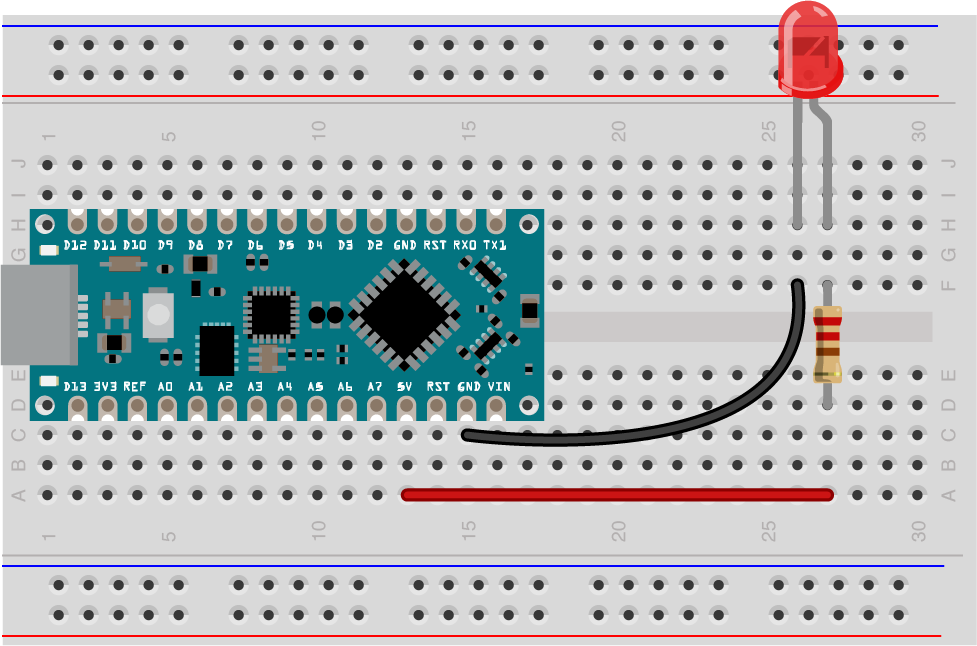 1 5 10 15 20 25 30
J J
I I
H H
G G
F F
D12 D11 D10 D9 D8 D7 D6 D5 D4 D3 D2 GND RST RX0 TX1
D13 3V3 REF A0 A1 A2 A3 A4 A5 A6 A7 5V RST GND VIN
E E
D D
C C
B B
A A
1 5 10 15 20 25 30